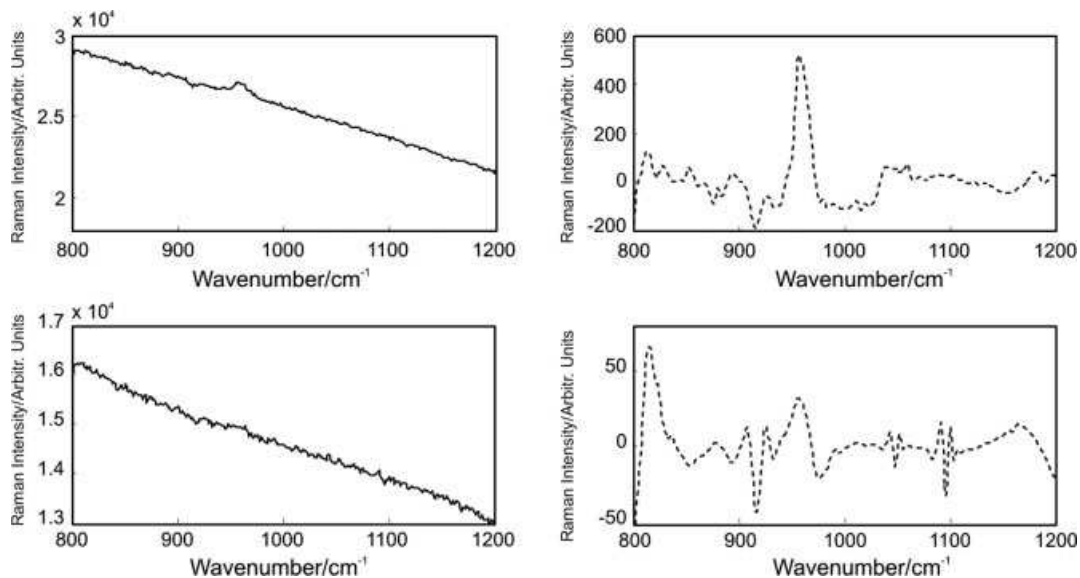 x 10⁴
Raman Intensity/Arbitr. Units
3
2.5
2
800 900 1000 1100 1200
Wavenumber/cm⁻¹
Raman Intensity/Arbitr. Units
600
400
200
0
-200
800 900 1000 1100 1200
Wavenumber/cm⁻¹
x 10⁴
Raman Intensity/Arbitr. Units
1.7
1.6
1.5
1.4
1.3
800 900 1000 1100 1200
Wavenumber/cm⁻¹
Raman Intensity/Arbitr. Units
50
0
-50
800 900 1000 1100 1200
Wavenumber/cm⁻¹